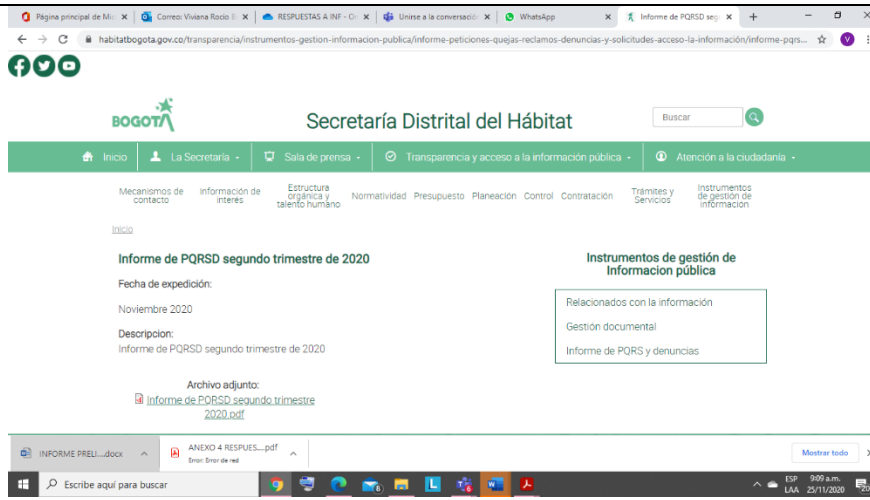 Página principal de Mic
Correo: Viviana Rocio
RESPUESTAS A INF - O
Unirse a la conversació
WhatsApp
Informe de PQRSD seg
habitatbogota.gov.co/transparencia/instrumentos-gestion-informacion-publica/informe-peticiones-quejas-reclamos-denuncias-y-solicitudes-acceso-la-información/informe-pqrs...
V
BOGOTÁ
Secretaría Distrital del Hábitat
Buscar
Inicio
La Secretaría
Sala de prensa
Transparencia y acceso a la información pública
Atención a la ciudadanía
Mecanismos de
contacto
Información de
interés
Estructura
orgánica y
talento humano
Normatividad
Presupuesto
Planeación
Control
Contratación
Trámites y
Servicios
Instrumentos
de gestión de
información
Inicio
Informe de PQRSD segundo trimestre de 2020
Fecha de expedición:
Noviembre 2020
Descripcion:
Informe de PQRSD segundo trimestre de 2020
Archivo adjunto:
Informe de PQRSD segundo trimestre
2020.pdf
Instrumentos de gestión de
Informacion pública
Relacionados con la información
Gestión documental
Informe de PQRS y denuncias
INFORME PRELI....docx
ANEXO 4 RESPUES....pdf
Error: Error de red
Mostrar todo
Escribe aquí para buscar
L
ESP
LAA
9:09 a.m.
25/11/2020